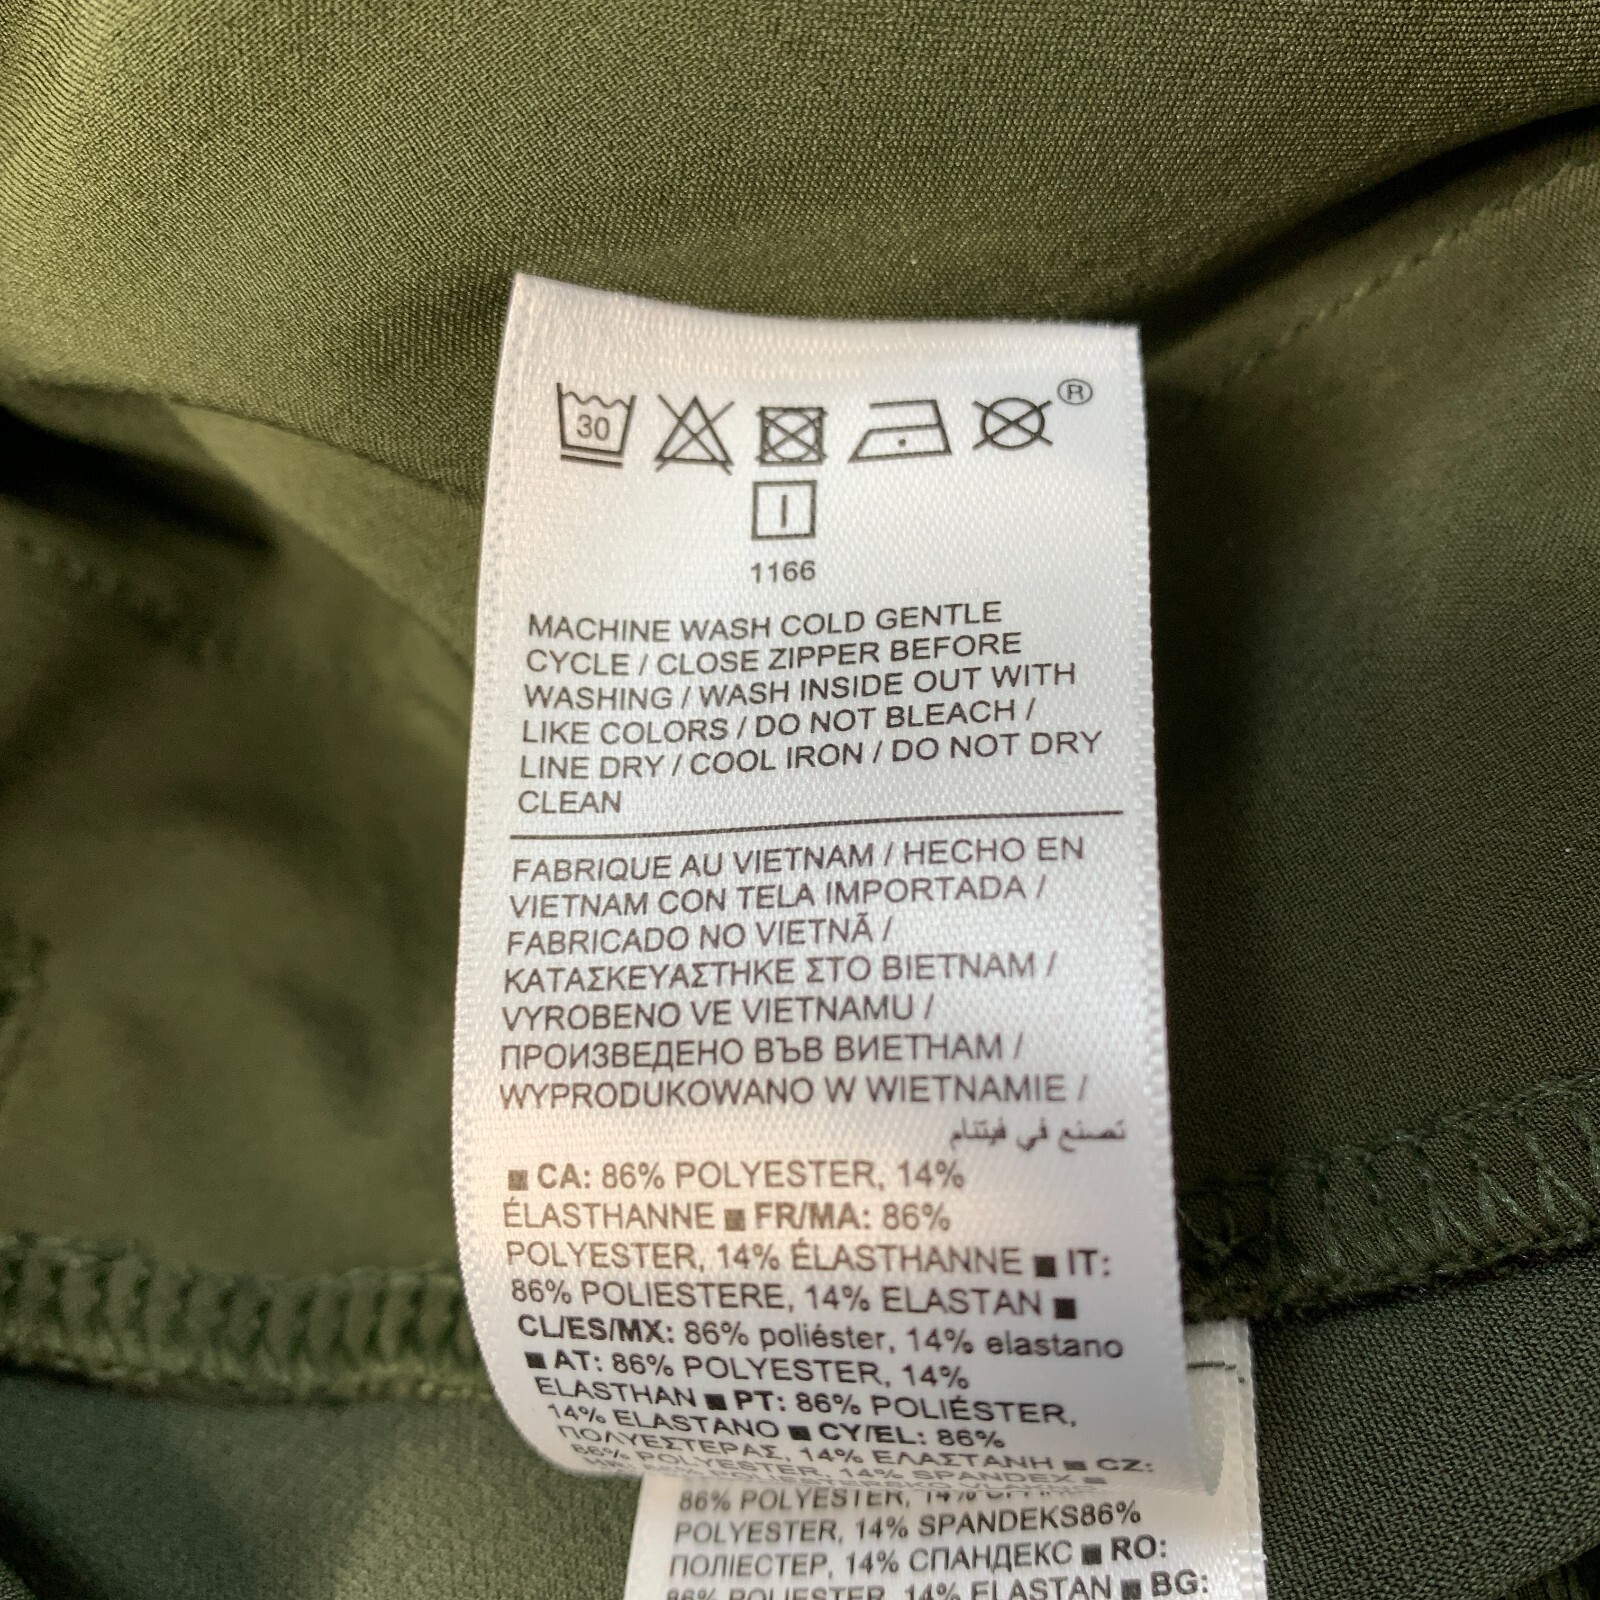 30
®
1166
MACHINE WASH COLD GENTLE
CYCLE / CLOSE ZIPPER BEFORE
WASHING / WASH INSIDE OUT WITH
LIKE COLORS / DO NOT BLEACH /
LINE DRY / COOL IRON / DO NOT DRY
CLEAN
FABRIQUE AU VIETNAM / HECHO EN
VIETNAM CON TELA IMPORTADA /
FABRICADO NO VIETNÃ /
ΚΑΤΑΣΚΕΥΑΣΤΗΚΕ ΣΤΟ ΒΙΕΤΝΑΜ /
VYROBENO VE VIETNAMU /
ПРОИЗВЕДЕНО ВЪВ ВИЕТНАМ /
WYPRODUKOWANO W WIETNAMIE /
تصنع في فيتنام
■ CA: 86% POLYESTER, 14%
ÉLASTHANNE ■ FR/MA: 86%
POLYESTER, 14% ÉLASTHANNE ■ IT:
86% POLIESTERE, 14% ELASTAN ■
CL/ES/MX: 86% poliéster, 14% elastano
■ AT: 86% POLYESTER, 14%
ELASTHAN ■ PT: 86% POLIÉSTER,
14% ELASTANO ■ CY/EL: 86%
ΠΟΛΥΕΣΤΕΡΑΣ, 14% ΕΛΑΣΤΑΝΗ ■ CZ:
86% POLYESTER, 14% SPANDEX ■
86% POLYESTER, 14%
POLYESTER, 14% SPANDEKS86%
ПОЛІЕСТЕР, 14% СПАНДЕКС ■ RO:
86% POLIESTER, 14% ELASTAN ■ BG: